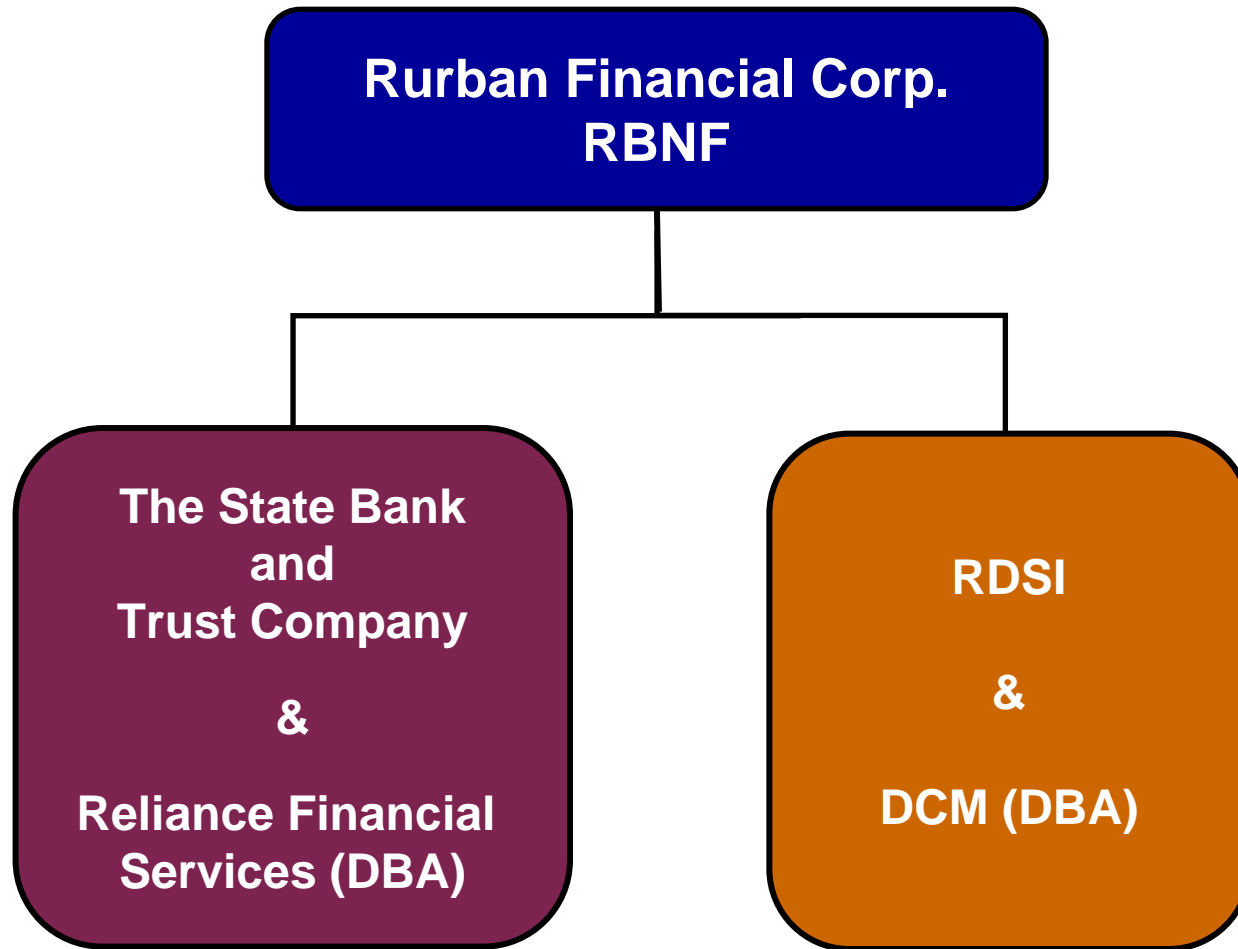 Rurban Financial Corp.
RBNF
The State Bank
and
Trust Company
&
Reliance Financial
Services (DBA)
RDSI
&
DCM (DBA)